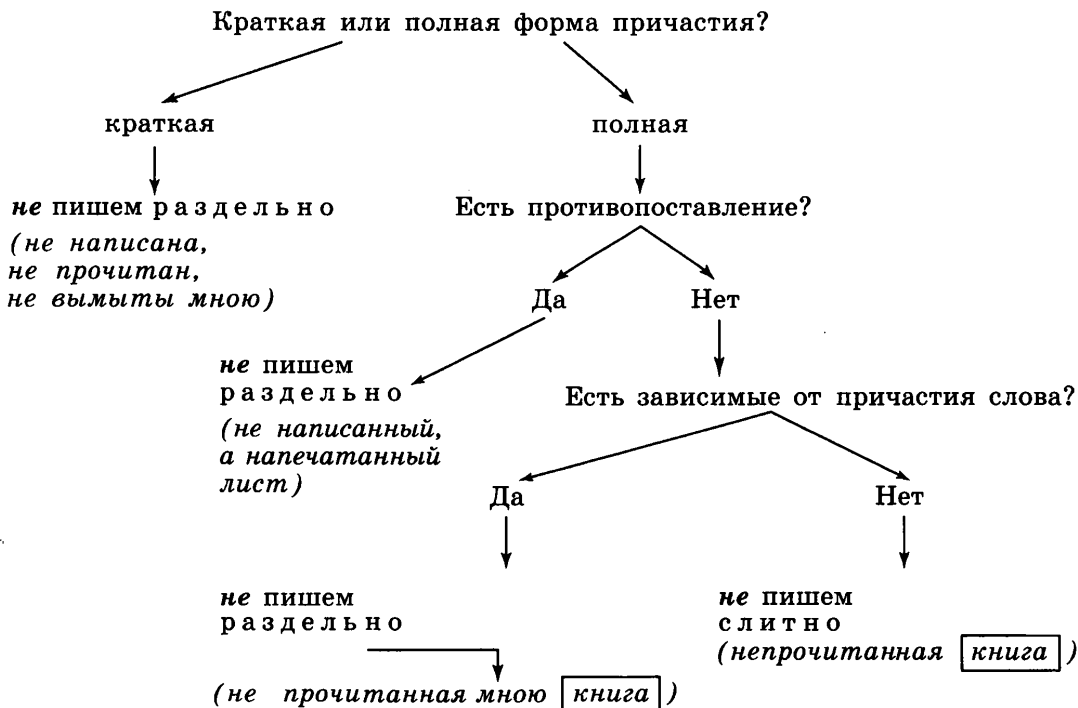 Краткая или полная форма причастия?
краткая
полная
не пишем раздельно
(не написана,
не прочитан,
не вымыты мною)
Есть противопоставление?
Да
Нет
не пишем
раздельно
(не написанный,
а напечатанный
лист)
Есть зависимые от причастия слова?
Да
Нет
не пишем
раздельно
(не прочитанная мною книга)
не пишем
слитно
(непрочитанная книга)